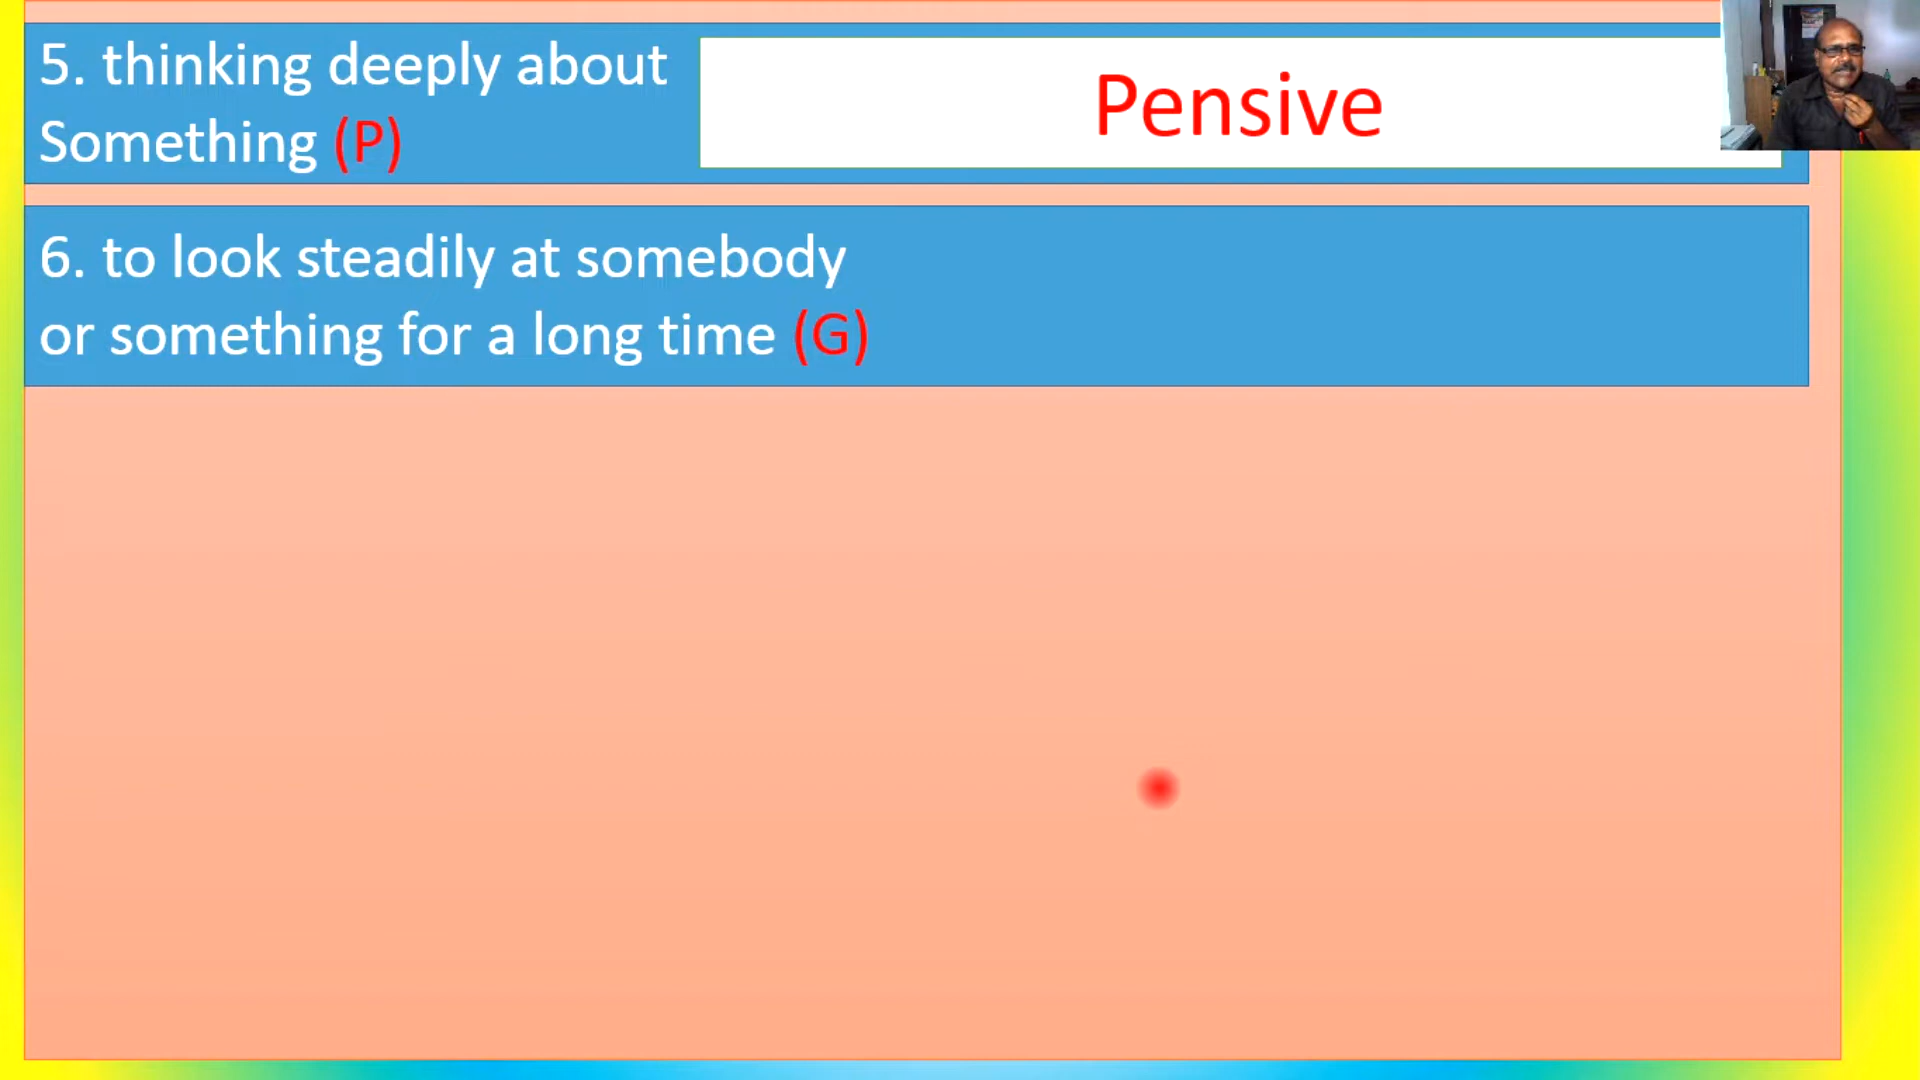 5. thinking deeply about
Something (P)
Pensive
6. to look steadily at somebody
or something for a long time (G)